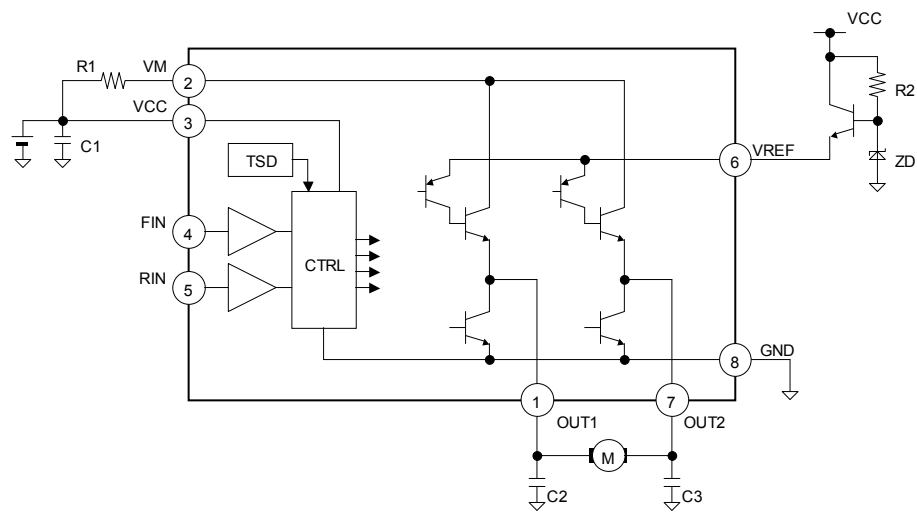 VCC
R1
VM
2
R2
VCC
3
C1
TSD
6
VREF
ZD
FIN
4
CTRL
RIN
5
8
GND
1
7
OUT1
OUT2
M
C2
C3